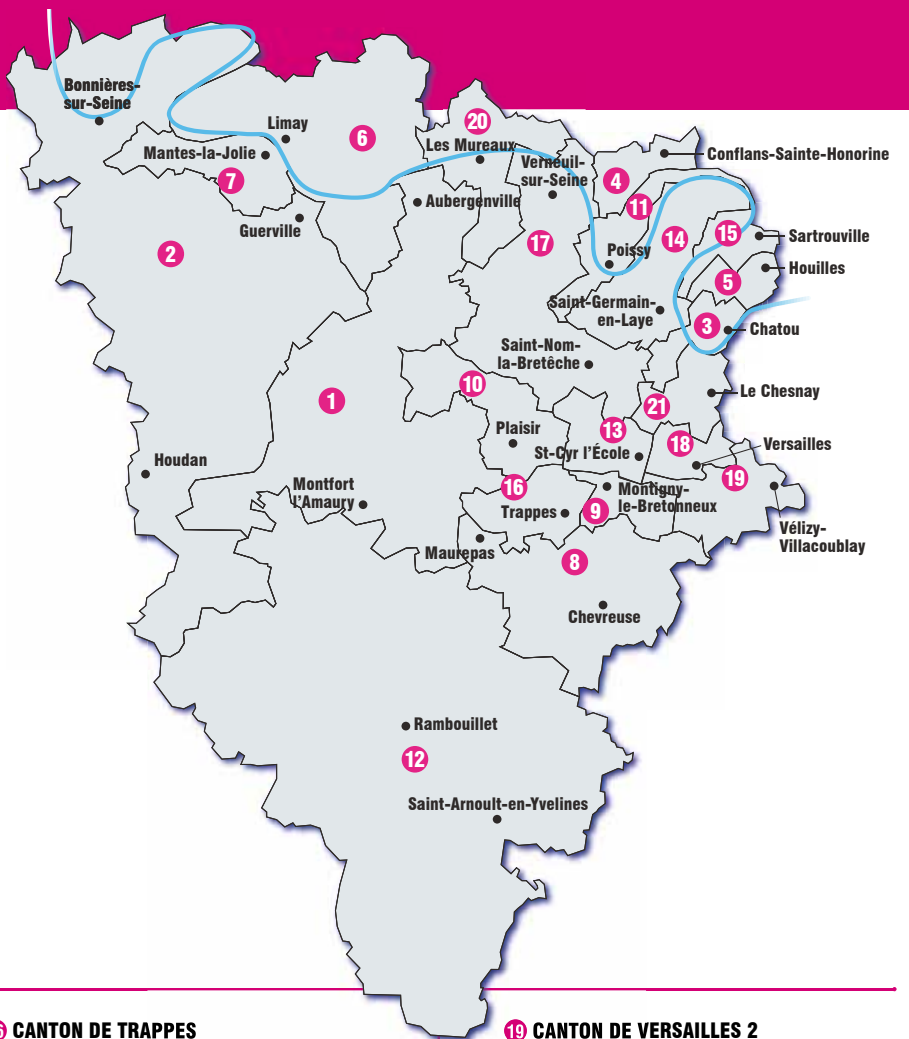 Bonnières-
sur-Seine
Limay
6
20
Les Mureaux
Mantes-la-Jolie
7
Verneuil-
sur-Seine
4
Conflans-Sainte-Honorine
Aubergenville
11
Guerville
2
17
Poissy
14
15
Sartrouville
Houilles
5
Saint-Germain-
en-Laye
3
Chatou
Saint-Nom-
la-Bretêche
10
1
Le Chesnay
21
Plaisir
13
St-Cyr l'École
18
Versailles
Houdan
19
Montfort
l'Amaury
16
Trappes
9
Montigny-
le-Bretonneux
Vélizy-
Villacoublay
Maurepas
8
Chevreuse
Rambouillet
12
Saint-Arnoult-en-Yvelines
6 CANTON DE TRAPPES
19 CANTON DE VERSAILLES 2